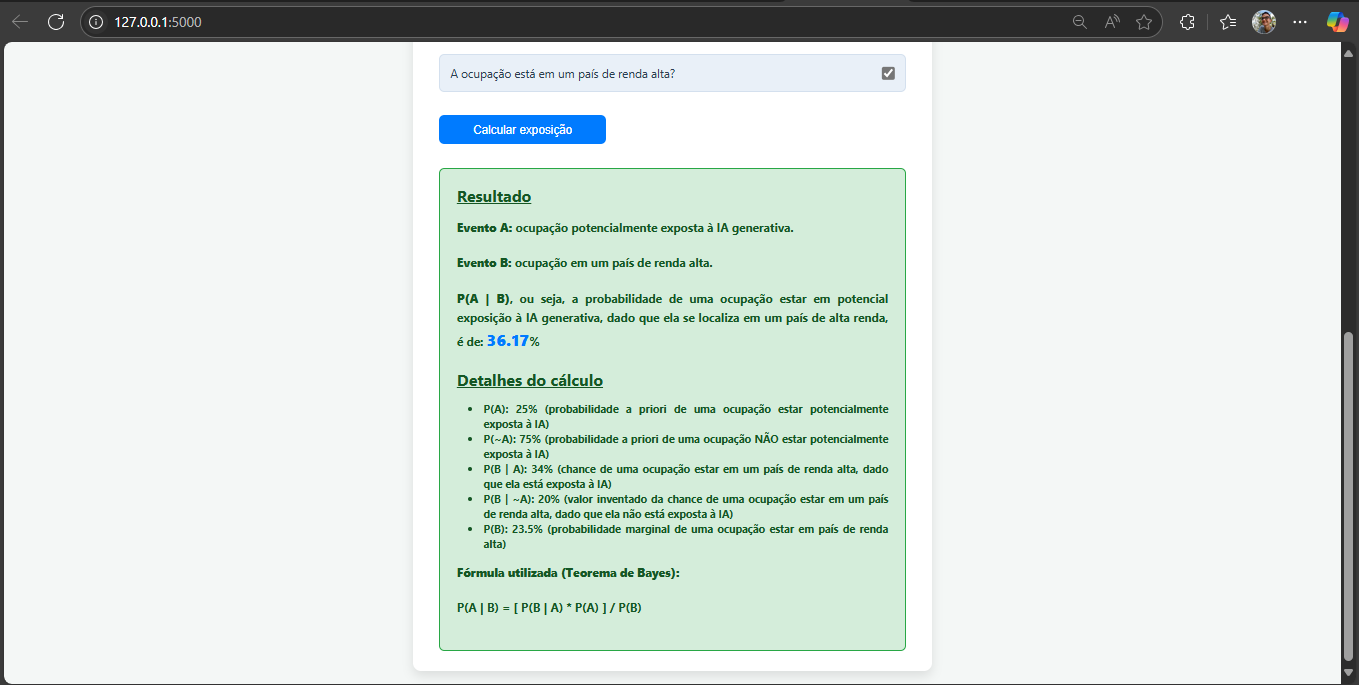 127.0.0.1:5000
A ocupação está em um país de renda alta?
Calcular exposição
Resultado
Evento A: ocupação potencialmente exposta à IA generativa.
Evento B: ocupação em um país de renda alta.
P(A | B), ou seja, a probabilidade de uma ocupação estar em potencial
exposição à IA generativa, dado que ela se localiza em um país de alta renda,
é de: 36.17%
Detalhes do cálculo
• P(A): 25% (probabilidade a priori de uma ocupação estar potencialmente
exposta à IA)
• P(~A): 75% (probabilidade a priori de uma ocupação NÃO estar potencialmente
exposta à IA)
• P(B | A): 34% (chance de uma ocupação estar em um país de renda alta, dado
que ela está exposta à IA)
• P(B | ~A): 20% (valor inventado da chance de uma ocupação estar em um país
de renda alta, dado que ela não está exposta à IA)
• P(B): 23.5% (probabilidade marginal de uma ocupação estar em país de renda
alta)
Fórmula utilizada (Teorema de Bayes):
P(A | B) = [ P(B | A) * P(A) ] / P(B)